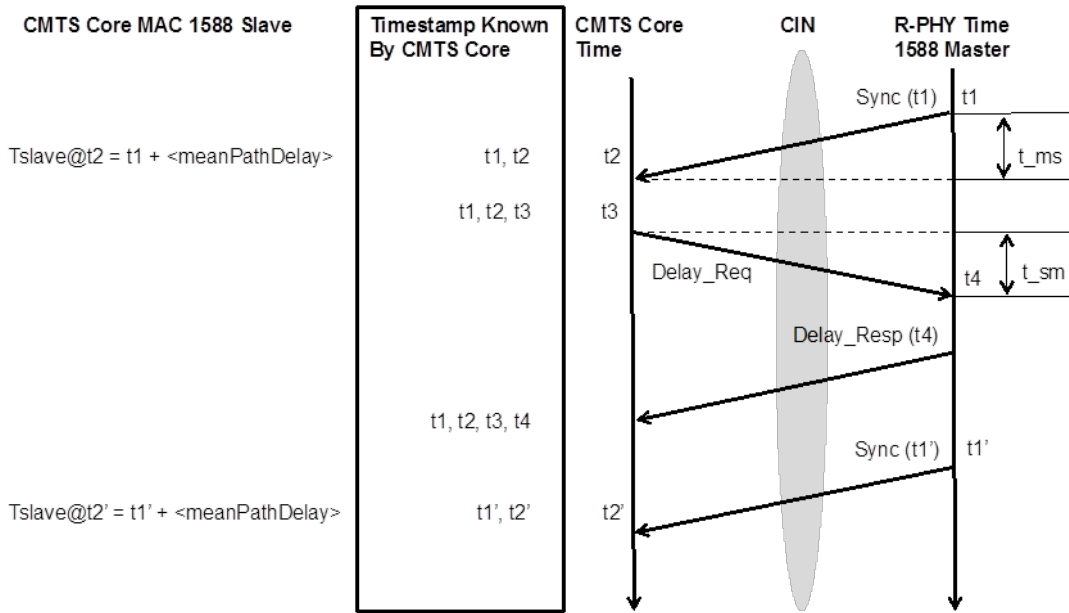 CMTS Core MAC 1588 Slave
Timestamp Known
By CMTS Core
CMTS Core
Time
CIN
R-PHY Time
1588 Master
Sync (t1)
t1
t_ms
Tslave@t2 = t1 + <meanPathDelay>
t1, t2
t2
t1, t2, t3
t3
Delay_Req
t4
t_sm
Delay_Resp (t4)
t1, t2, t3, t4
Sync (t1')
t1'
Tslave@t2' = t1' + <meanPathDelay>
t1', t2'
t2'